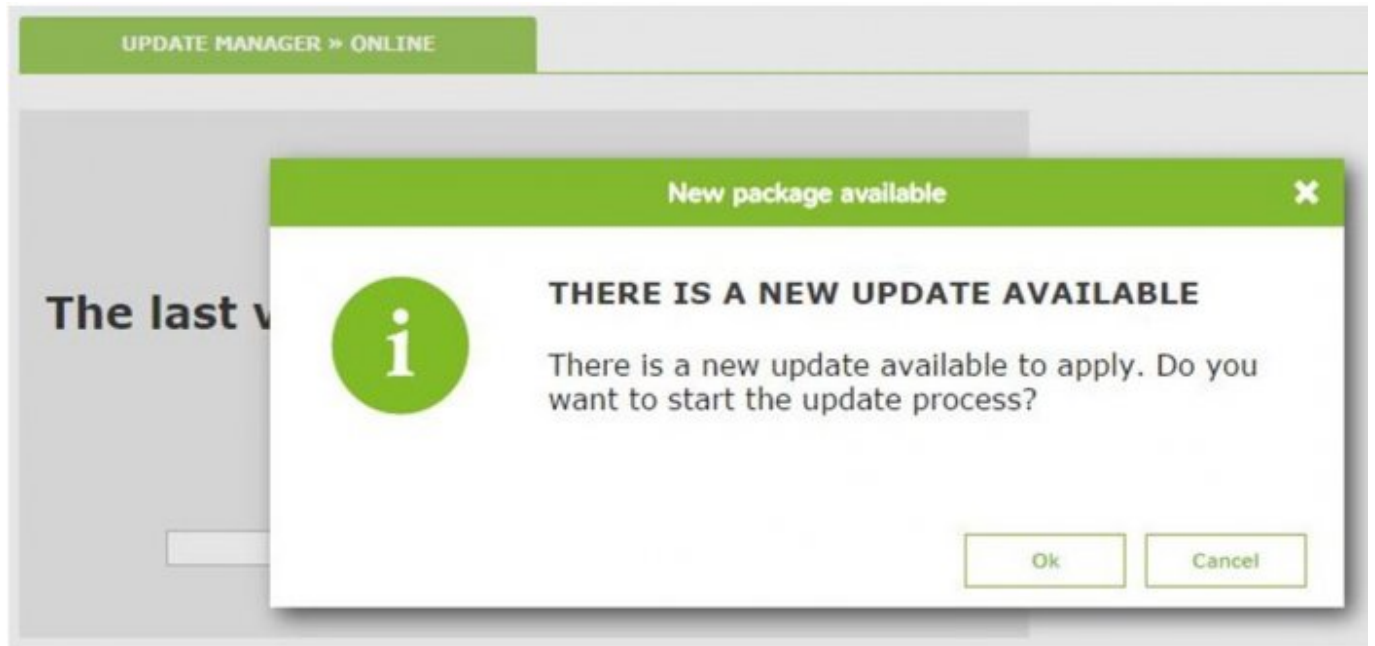 UPDATE MANAGER » ONLINE
New package available
The last
THERE IS A NEW UPDATE AVAILABLE
There is a new update available to apply. Do you
want to start the update process?
Ok
Cancel